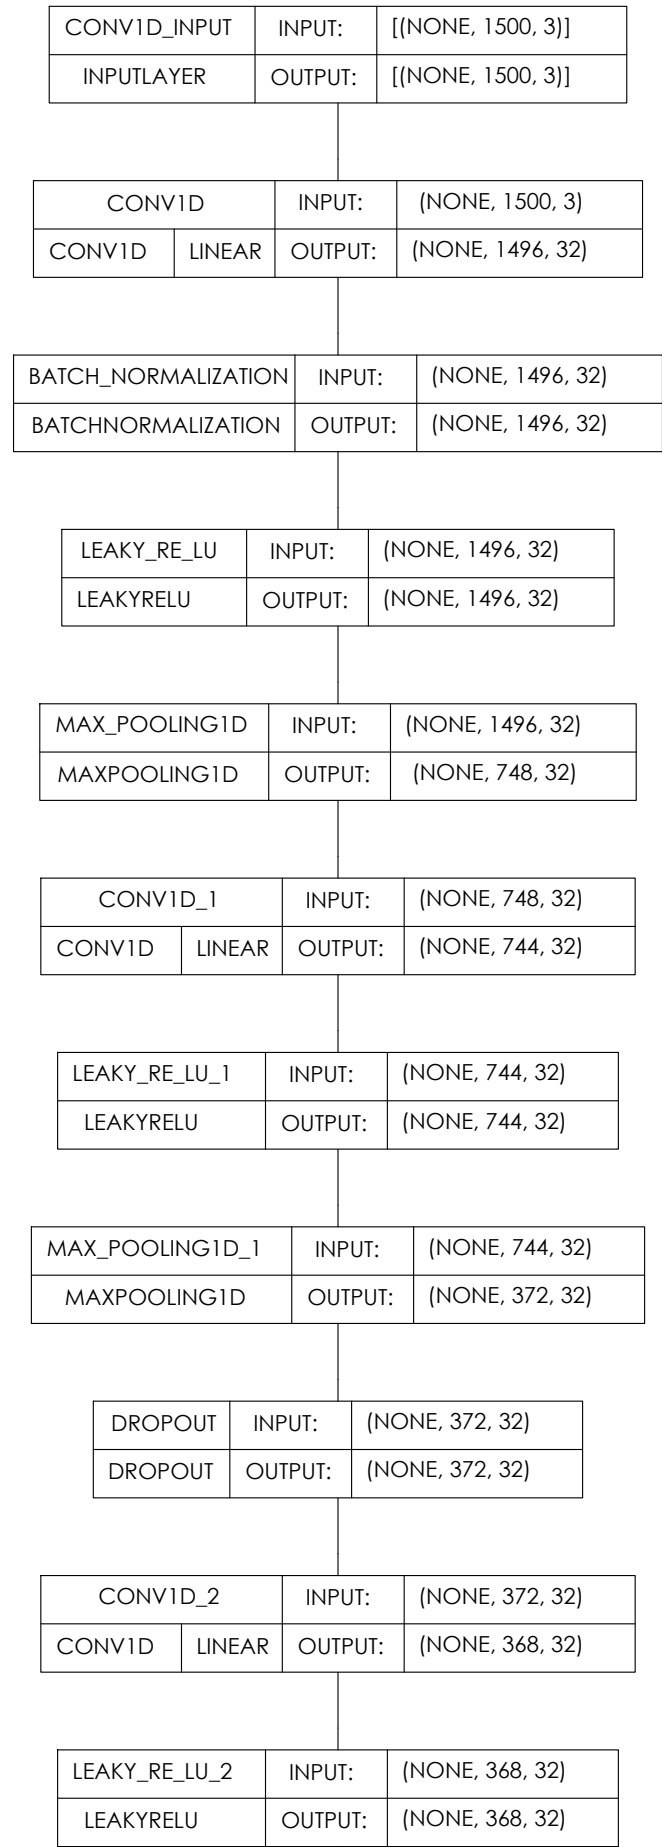 CONV1D_INPUT INPUT: [(NONE, 1500, 3)]
INPUTLAYER OUTPUT: [(NONE, 1500, 3)]
CONV1D INPUT: (NONE, 1500, 3)
CONV1D LINEAR OUTPUT: (NONE, 1496, 32)
BATCH_NORMALIZATION INPUT: (NONE, 1496, 32)
BATCHNORMALIZATION OUTPUT: (NONE, 1496, 32)
LEAKY_RE_LU INPUT: (NONE, 1496, 32)
LEAKYRELU OUTPUT: (NONE, 1496, 32)
MAX_POOLING1D INPUT: (NONE, 1496, 32)
MAXPOOLING1D OUTPUT: (NONE, 748, 32)
CONV1D_1 INPUT: (NONE, 748, 32)
CONV1D LINEAR OUTPUT: (NONE, 744, 32)
LEAKY_RE_LU_1 INPUT: (NONE, 744, 32)
LEAKYRELU OUTPUT: (NONE, 744, 32)
MAX_POOLING1D_1 INPUT: (NONE, 744, 32)
MAXPOOLING1D OUTPUT: (NONE, 372, 32)
DROPOUT INPUT: (NONE, 372, 32)
DROPOUT OUTPUT: (NONE, 372, 32)
CONV1D_2 INPUT: (NONE, 372, 32)
CONV1D LINEAR OUTPUT: (NONE, 368, 32)
LEAKY_RE_LU_2 INPUT: (NONE, 368, 32)
LEAKYRELU OUTPUT: (NONE, 368, 32)